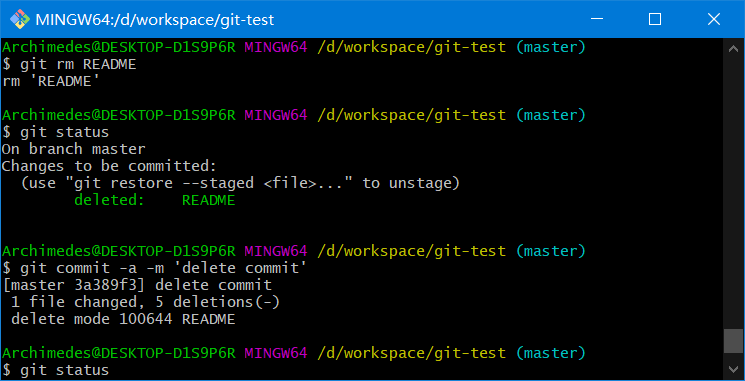 MINGW64:/d/workspace/git-test
Archimedes@DESKTOP-D1S9P6R MINGW64 /d/workspace/git-test (master)
$ git rm README
rm 'README'
Archimedes@DESKTOP-D1S9P6R MINGW64 /d/workspace/git-test (master)
$ git status
On branch master
Changes to be committed:
  (use "git restore --staged <file>..." to unstage)
        deleted:    README
Archimedes@DESKTOP-D1S9P6R MINGW64 /d/workspace/git-test (master)
$ git commit -a -m 'delete commit'
[master 3a389f3] delete commit
 1 file changed, 5 deletions(-)
 delete mode 100644 README
Archimedes@DESKTOP-D1S9P6R MINGW64 /d/workspace/git-test (master)
$ git status